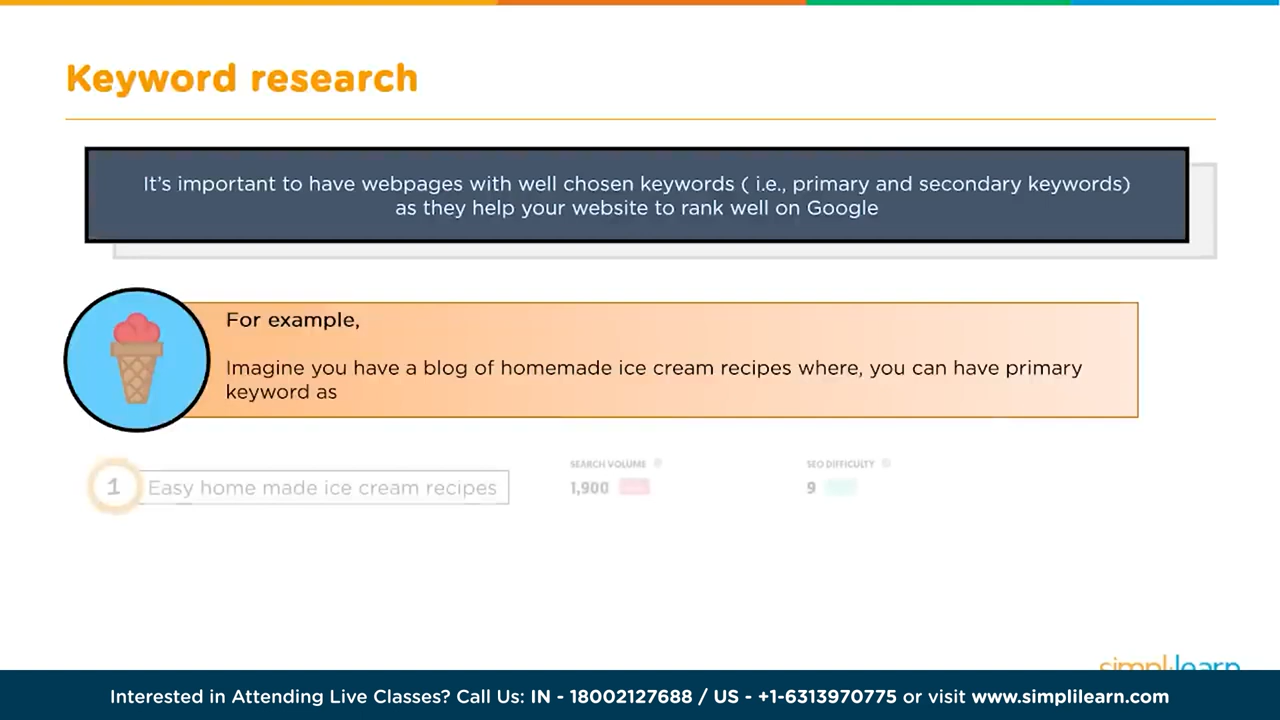 Keyword research
It's important to have webpages with well chosen keywords ( i.e., primary and secondary keywords)
as they help your website to rank well on Google
For example,
Imagine you have a blog of homemade ice cream recipes where, you can have primary
keyword as
1 Easy home made ice cream recipes
SEARCH VOLUME
1,900
SEO DIFFICULTY
9
simplilearn
Interested in Attending Live Classes? Call Us: IN - 18002127688 / US - +1-6313970775 or visit www.simplilearn.com